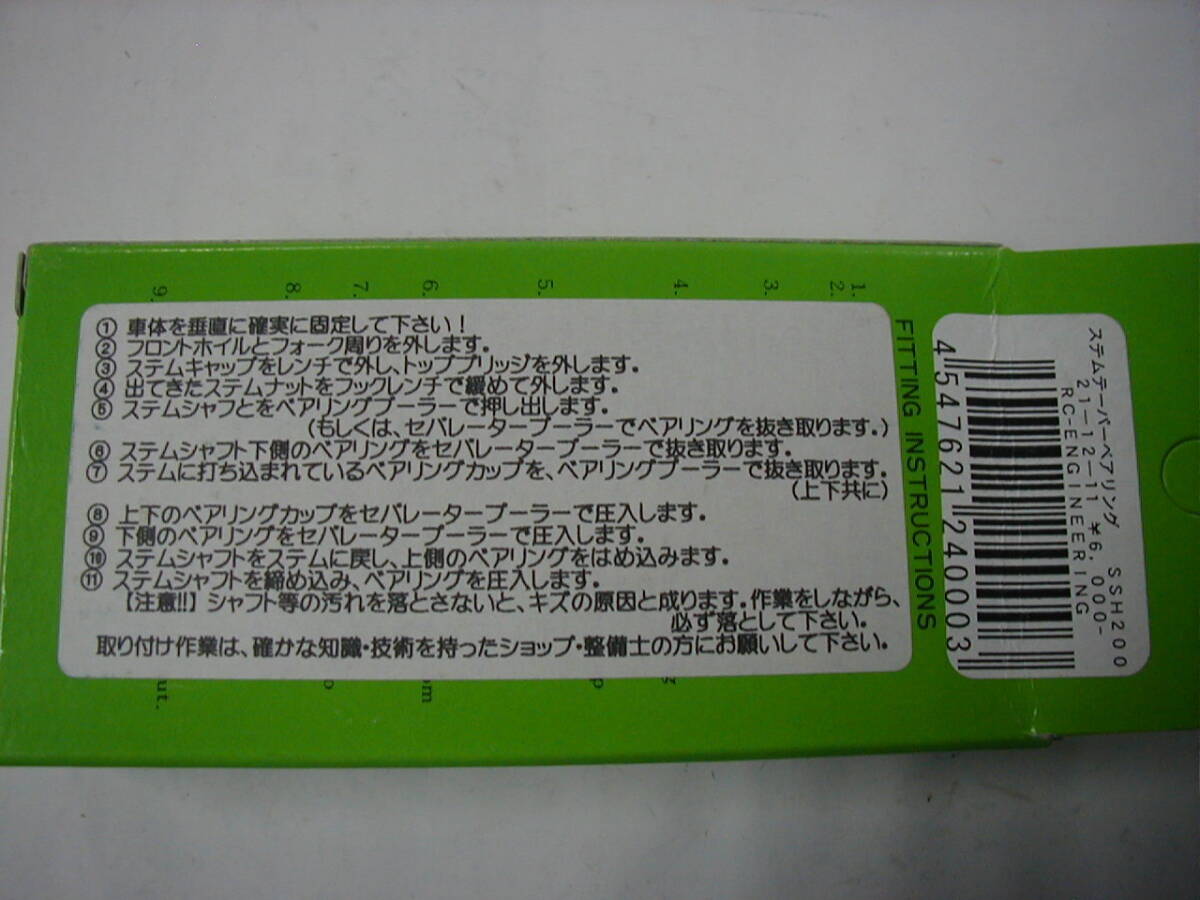 ① 車体を垂直に確実に固定して下さい!
② フロントホイルとフォーク周りを外します。
③ ステムキャップをレンチで外し、トップブリッジを外します。
④ 出てきたステムナットをフックレンチで緩めて外します。
⑤ ステムシャフとをベアリングプーラーで押し出します。
(もしくは、セパレータープーラーでベアリングを抜き取ります。)
⑥ ステムシャフト下側のベアリングをセパレータープーラーで抜き取ります。
⑦ ステムに打ち込まれているベアリングカップを、ベアリングプーラーで抜き取ります。
(上下共に)
⑧ 上下のベアリングカップをセパレータープーラーで圧入します。
⑨ 下側のベアリングをセパレータープーラーで圧入します。
⑩ ステムシャフトをステムに戻し、上側のベアリングをはめ込みます。
⑪ ステムシャフトを締め込み、ベアリングを圧入します。
【注意!!】シャフト等の汚れを落とさないと、キズの原因と成ります。作業をしながら、
必ず落として下さい。
取り付け作業は、確かな知識・技術を持ったショップ・整備士の方にお願いして下さい。
FITTING INSTRUCTIONS
1.
2.
3.
4.
5.
6.
7.
8.
9.
g
p
om
o
ut.
ステムテーパーベアリング SSH200
21-12-11 ¥6,000-
RC-ENGINEERING
4547621240003